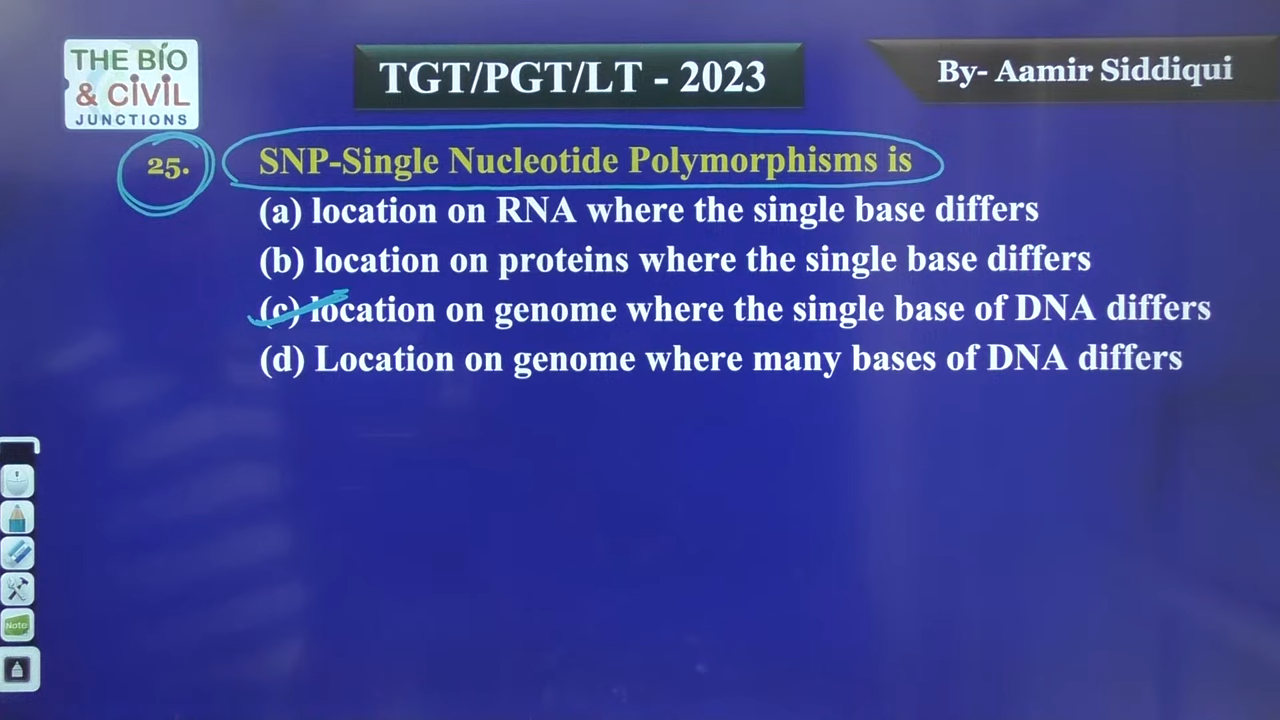 THE BIO
& CIVIL
JUNCTIONS
TGT/PGT/LT - 2023
By- Aamir Siddiqui
25. SNP-Single Nucleotide Polymorphisms is
(a) location on RNA where the single base differs
(b) location on proteins where the single base differs
(c) location on genome where the single base of DNA differs
(d) Location on genome where many bases of DNA differs
Note